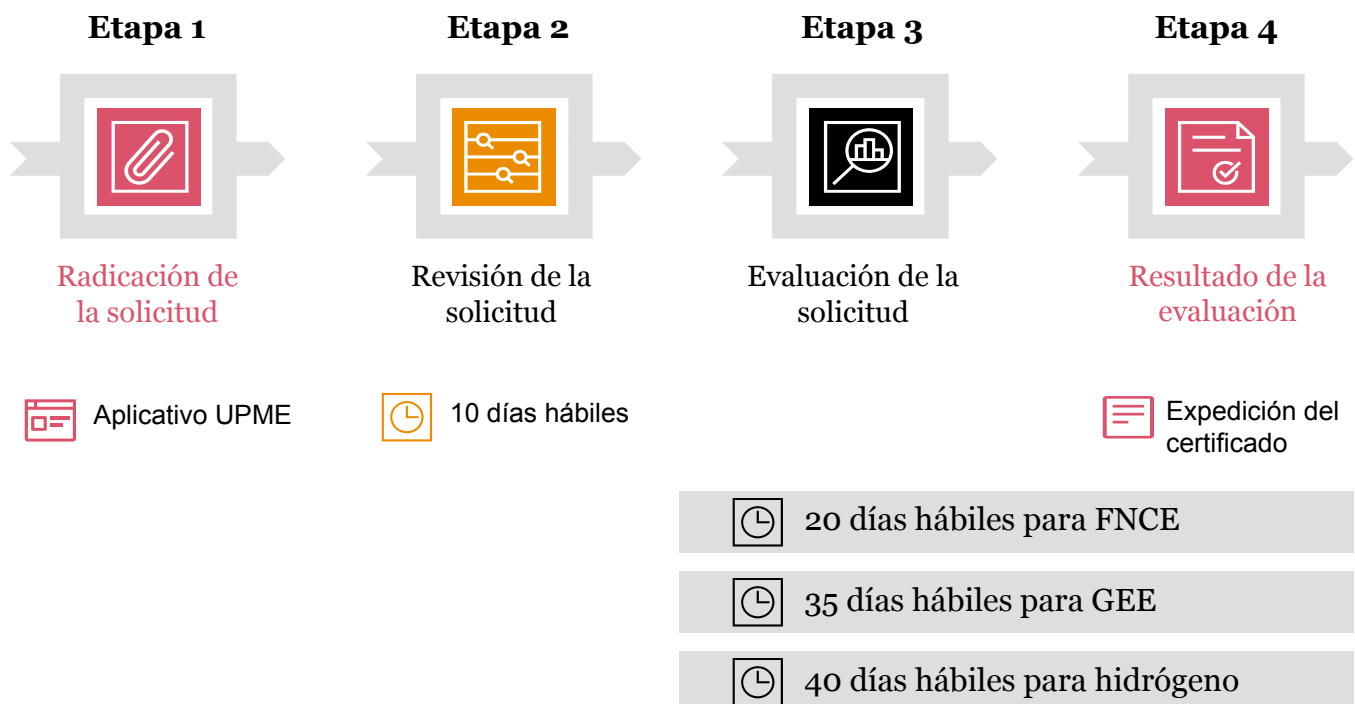 Etapa 1
Etapa 2
Etapa 3
Etapa 4
Radicación de
la solicitud
Revisión de la
solicitud
Evaluación de la
solicitud
Resultado de la
evaluación
Aplicativo UPME
10 días hábiles
Expedición del
certificado
20 días hábiles para FNCE
35 días hábiles para GEE
40 días hábiles para hidrógeno